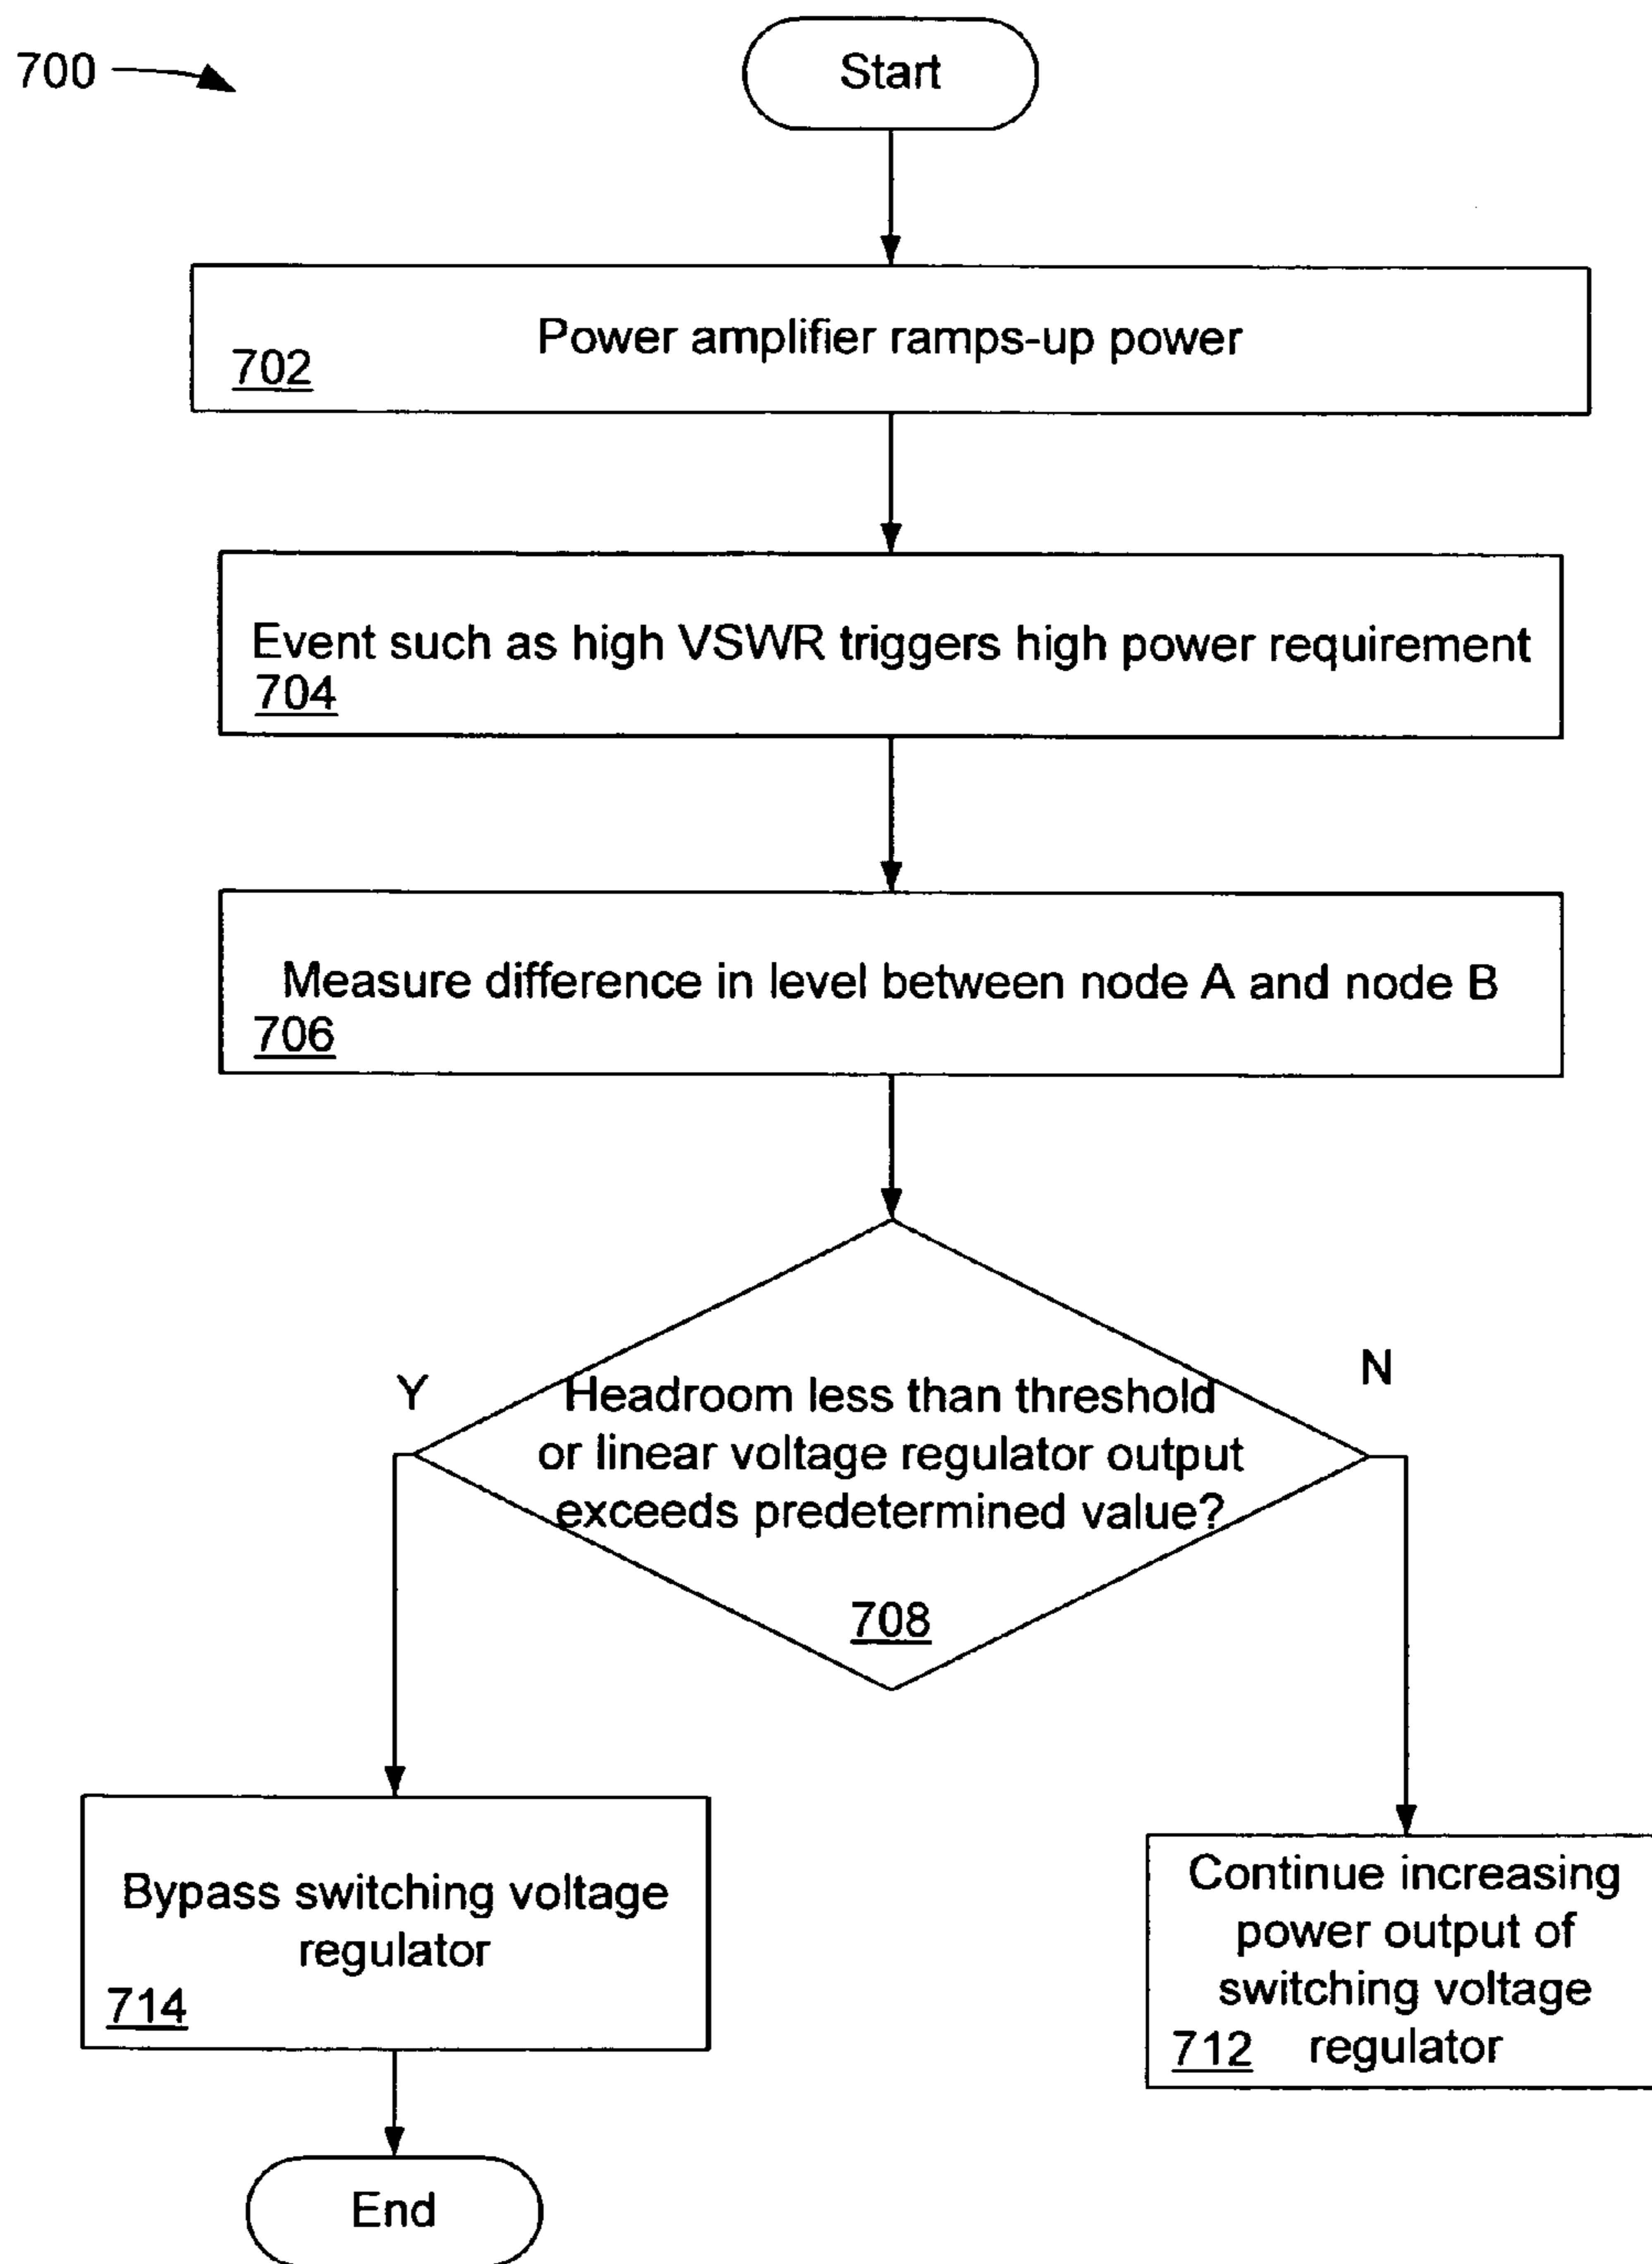 700
Start
Power amplifier ramps-up power
702
Event such as high VSWR triggers high power requirement
704
Measure difference in level between node A and node B
706
Y
N
Headroom less than threshold
or linear voltage regulator output
exceeds predetermined value?
708
Bypass switching voltage
regulator
714
Continue increasing
power output of
switching voltage
712 regulator
End